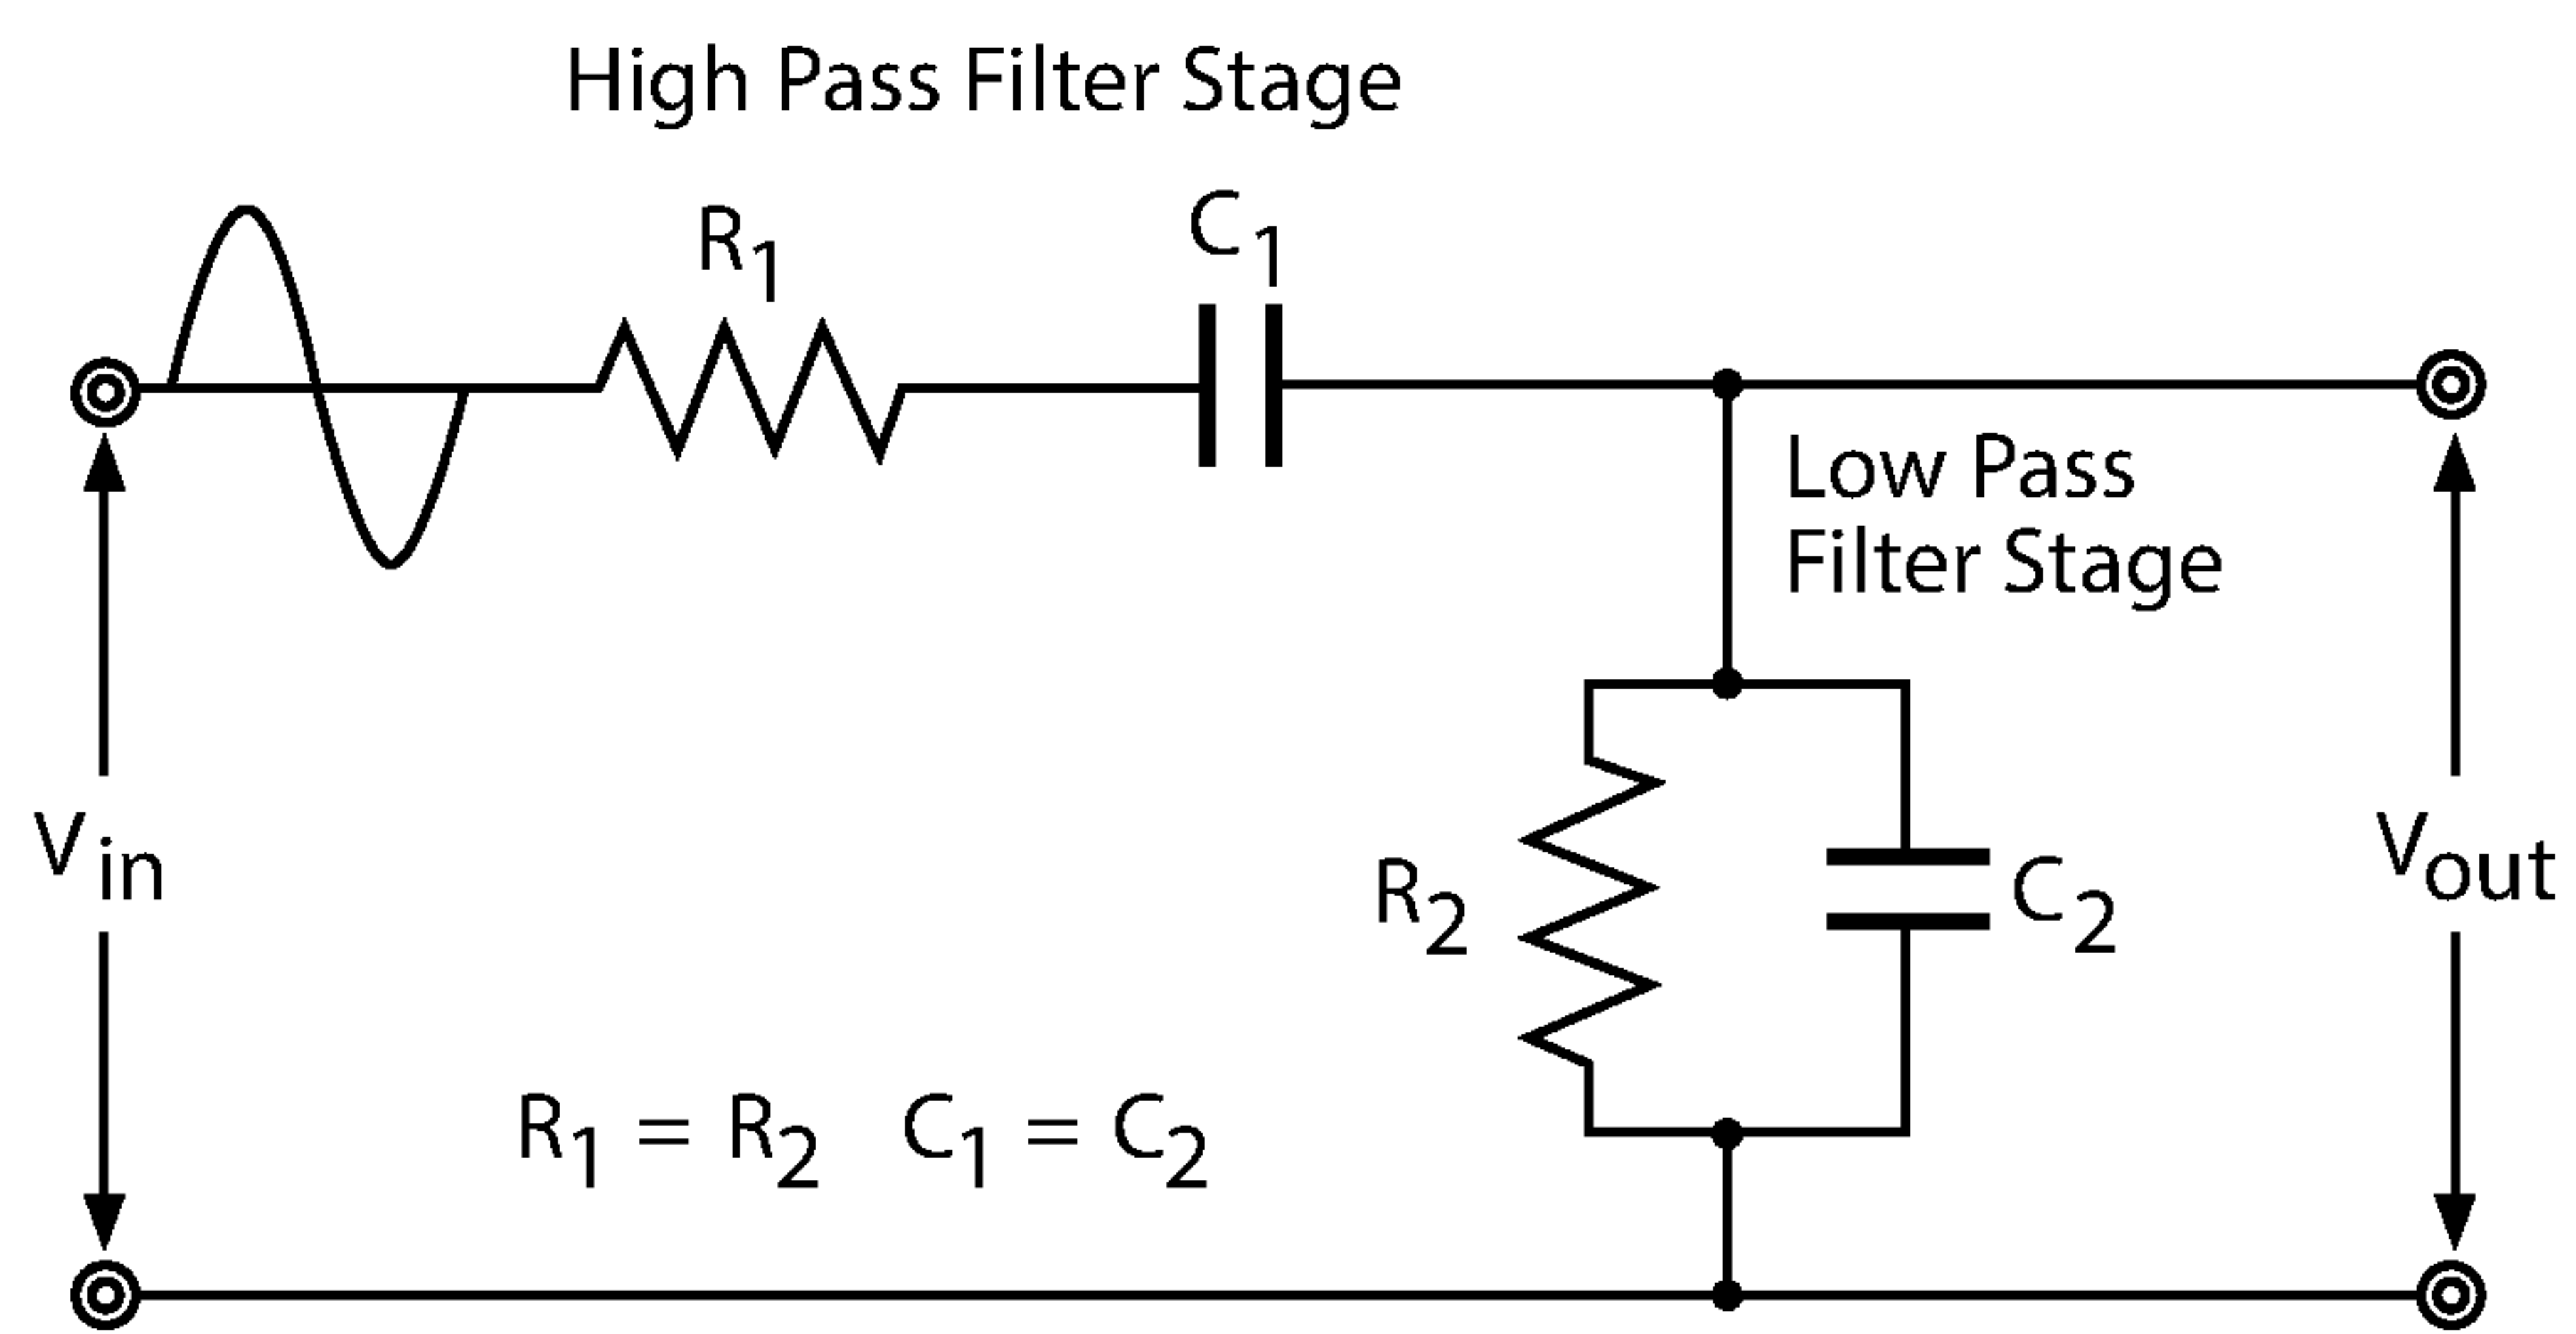 High Pass Filter Stage
R1
C1
Low Pass
Filter Stage
Vin
R2
C2
Vout
R1 = R2 C1 = C2